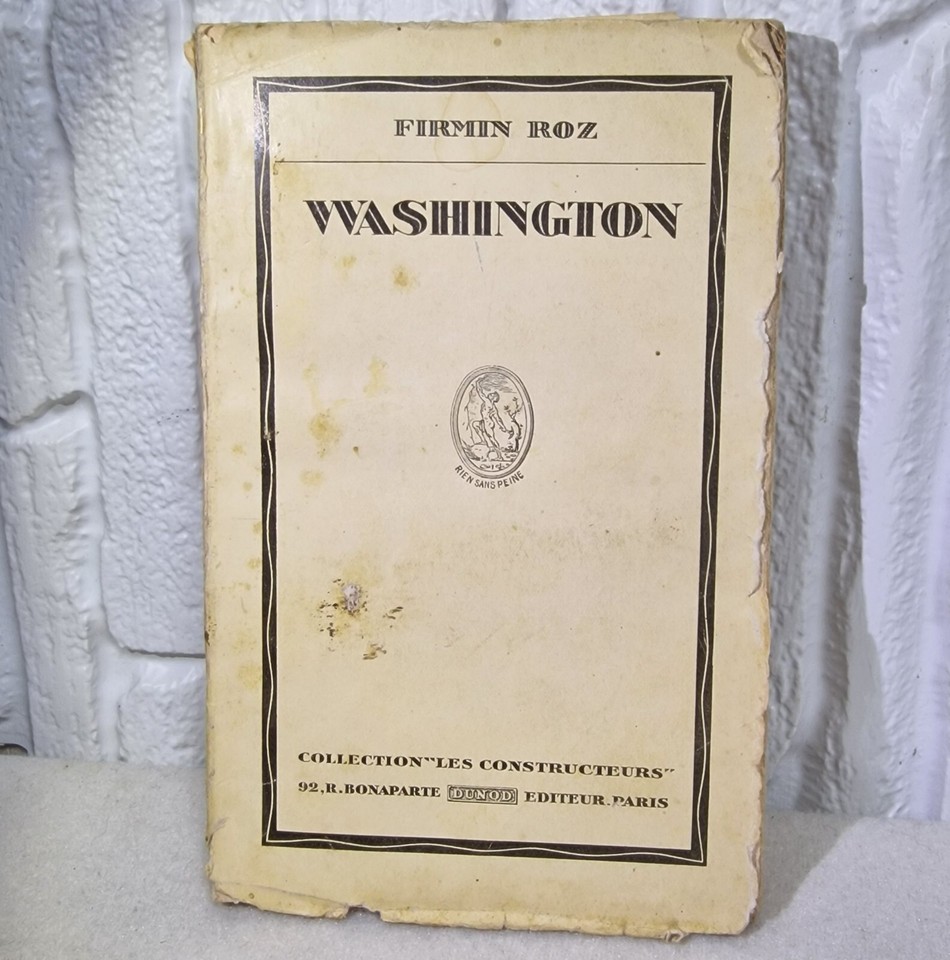 FIRMIN ROZ
WASHINGTON
RIEN SANS PEINE
COLLECTION "LES CONSTRUCTEURS"
92, R. BONAPARTE DUNOD EDITEUR. PARIS